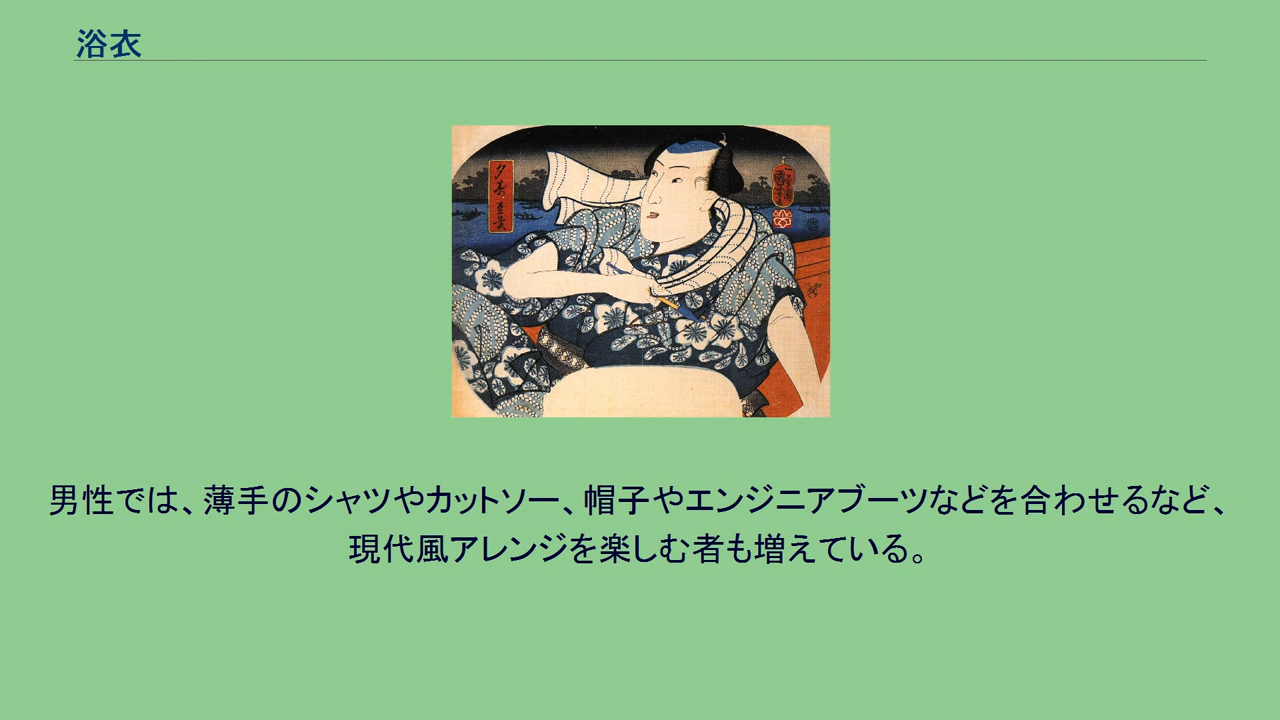 浴衣
男性では、薄手のシャツやカットソー、帽子やエンジニアブーツなどを合わせるなど、
現代風アレンジを楽しむ者も増えている。